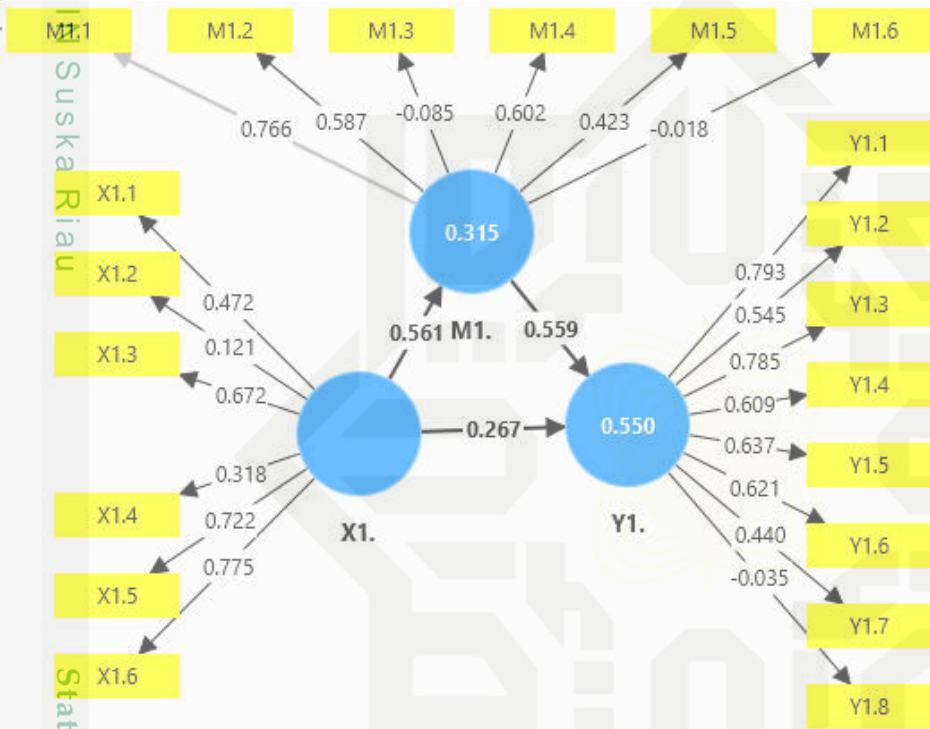 M1.1 M1.2 M1.3 M1.4 M1.5 M1.6
0.766 0.587 -0.085 0.602 0.423 -0.018
IN Suska Riau
X1.1
X1.2
X1.3
X1.4
X1.5
X1.6
0.472
0.121
0.672
0.318
0.722
0.775
0.315
M1.
0.561
0.559
0.267
X1.
0.550
Y1.
0.793
0.545
0.785
0.609
0.637
0.621
0.440
-0.035
Y1.1
Y1.2
Y1.3
Y1.4
Y1.5
Y1.6
Y1.7
Y1.8
Stat